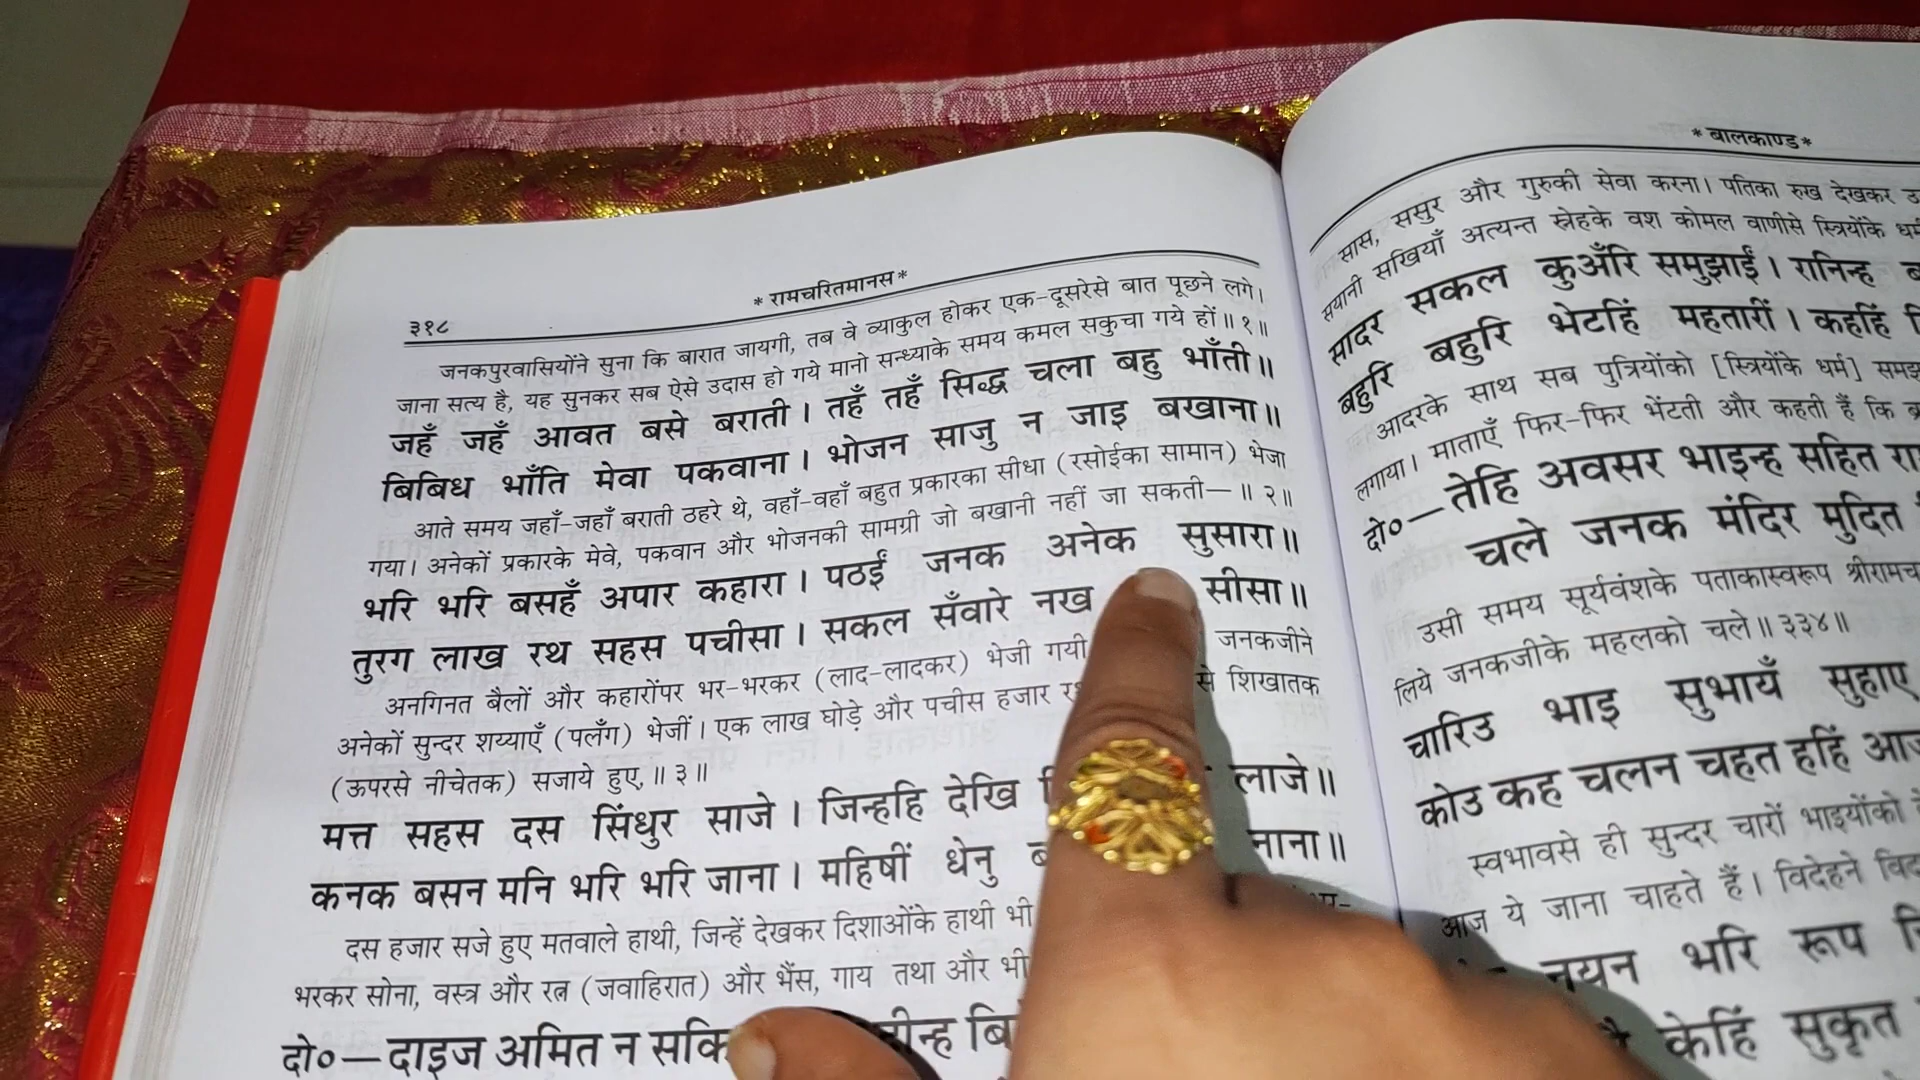 ३१८
* रामचरितमानस *
जनकपुरवासियोंने सुना कि बारात जायगी, तब वे व्याकुल होकर एक-दूसरेसे बात पूछने लगे।
जाना सत्य है, यह सुनकर सब ऐसे उदास हो गये मानो सन्ध्याके समय कमल सकुचा गये हों॥ १॥
जहँ जहँ आवत बसे बराती। तहँ तहँ सिद्ध चला बहु भाँती॥
बिबिध भाँति मेवा पकवाना। भोजन साजु न जाइ बखाना॥
आते समय जहाँ-जहाँ बराती ठहरे थे, वहाँ-वहाँ बहुत प्रकारका सीधा (रसोईका सामान) भेजा
गया। अनेकों प्रकारके मेवे, पकवान और भोजनकी सामग्री जो बखानी नहीं जा सकती—॥ २॥
भरि भरि बसहँ अपार कहारा। पठईं जनक अनेक सुसारा॥
तुरग लाख रथ सहस पचीसा। सकल सँवारे नख सीसा॥
अनगिनत बैलों और कहारोंपर भर-भरकर (लाद-लादकर) भेजी गयी जनकजीने
अनेकों सुन्दर शय्याएँ (पलँग) भेजीं। एक लाख घोड़े और पचीस हजार से शिखातक
(ऊपरसे नीचेतक) सजाये हुए,॥ ३॥
मत्त सहस दस सिंधुर साजे। जिन्हहि देखि लाजे॥
कनक बसन मनि भरि भरि जाना। महिषीं धेनु नाना॥
दस हजार सजे हुए मतवाले हाथी, जिन्हें देखकर दिशाओंके हाथी भी
भरकर सोना, वस्त्र और रत्न (जवाहिरात) और भैंस, गाय तथा और भी
दो०—दाइज अमित न सकि
* बालकाण्ड *
सास, ससुर और गुरुकी सेवा करना। पतिका रुख देखकर
सयानी सखियाँ अत्यन्त स्नेहके वश कोमल वाणीसे स्त्रियोंके
सादर सकल कुअँरि समुझाईं। रानिन्ह
बहुरि बहुरि भेटहिं महतारीं। कहहिं
आदरके साथ सब पुत्रियोंको [स्त्रियोंके धर्म]
लगाया। माताएँ फिर-फिर भेंटती और कहती हैं कि
दो०—तेहि अवसर भाइन्ह सहित
चले जनक मंदिर मुदित
उसी समय सूर्यवंशके पताकास्वरूप
लिये जनकजीके महलको चले॥ ३३४॥
चारिउ भाइ सुभायँ सुहाए
कोउ कह चलन चहत हहिं
स्वभावसे ही सुन्दर चारों भाइयोंको
आज ये जाना चाहते हैं। विदेहने
नयन भरि रूप
केहिं सुकृत